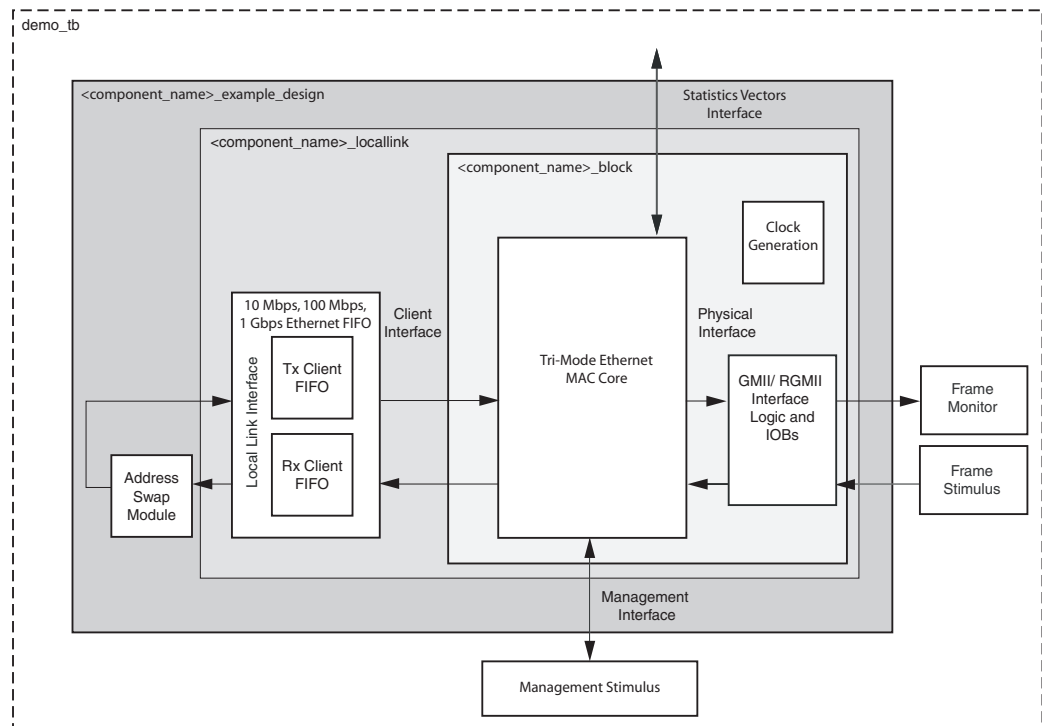 demo_tb
<component_name>_example_design
Statistics Vectors
Interface
<component_name>_locallink
<component_name>_block
Clock
Generation
10 Mbps, 100 Mbps,
1 Gbps Ethernet FIFO
Local Link Interface
Tx Client
FIFO
Rx Client
FIFO
Client
Interface
Tri-Mode Ethernet
MAC Core
Physical
Interface
GMII/ RGMII
Interface
Logic and
IOBs
Frame
Monitor
Frame
Stimulus
Address
Swap
Module
Management
Interface
Management Stimulus